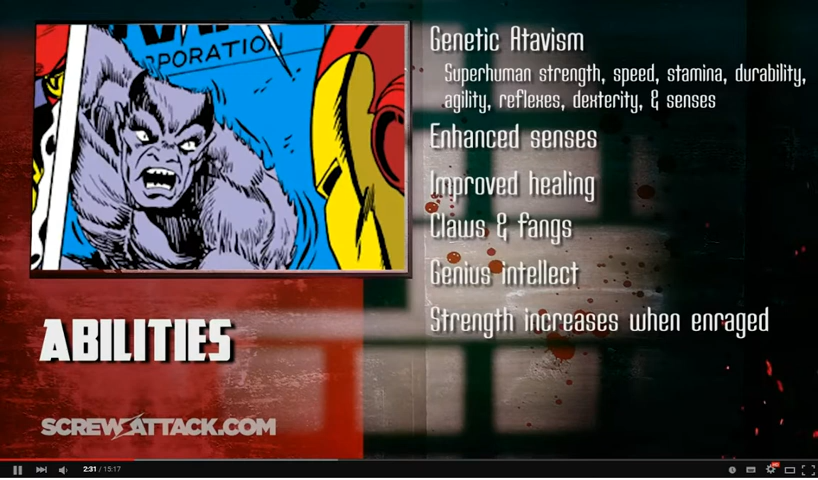 PORATION
Genetic Atavism
Superhuman strength, speed, stamina, durability,
agility, reflexes, dexterity, & senses
Enhanced senses
Improved healing
Claws & fangs
Genius intellect
Strength increases when enraged
ABILITIES
SCREWATTACK.COM
2:31 / 15:17